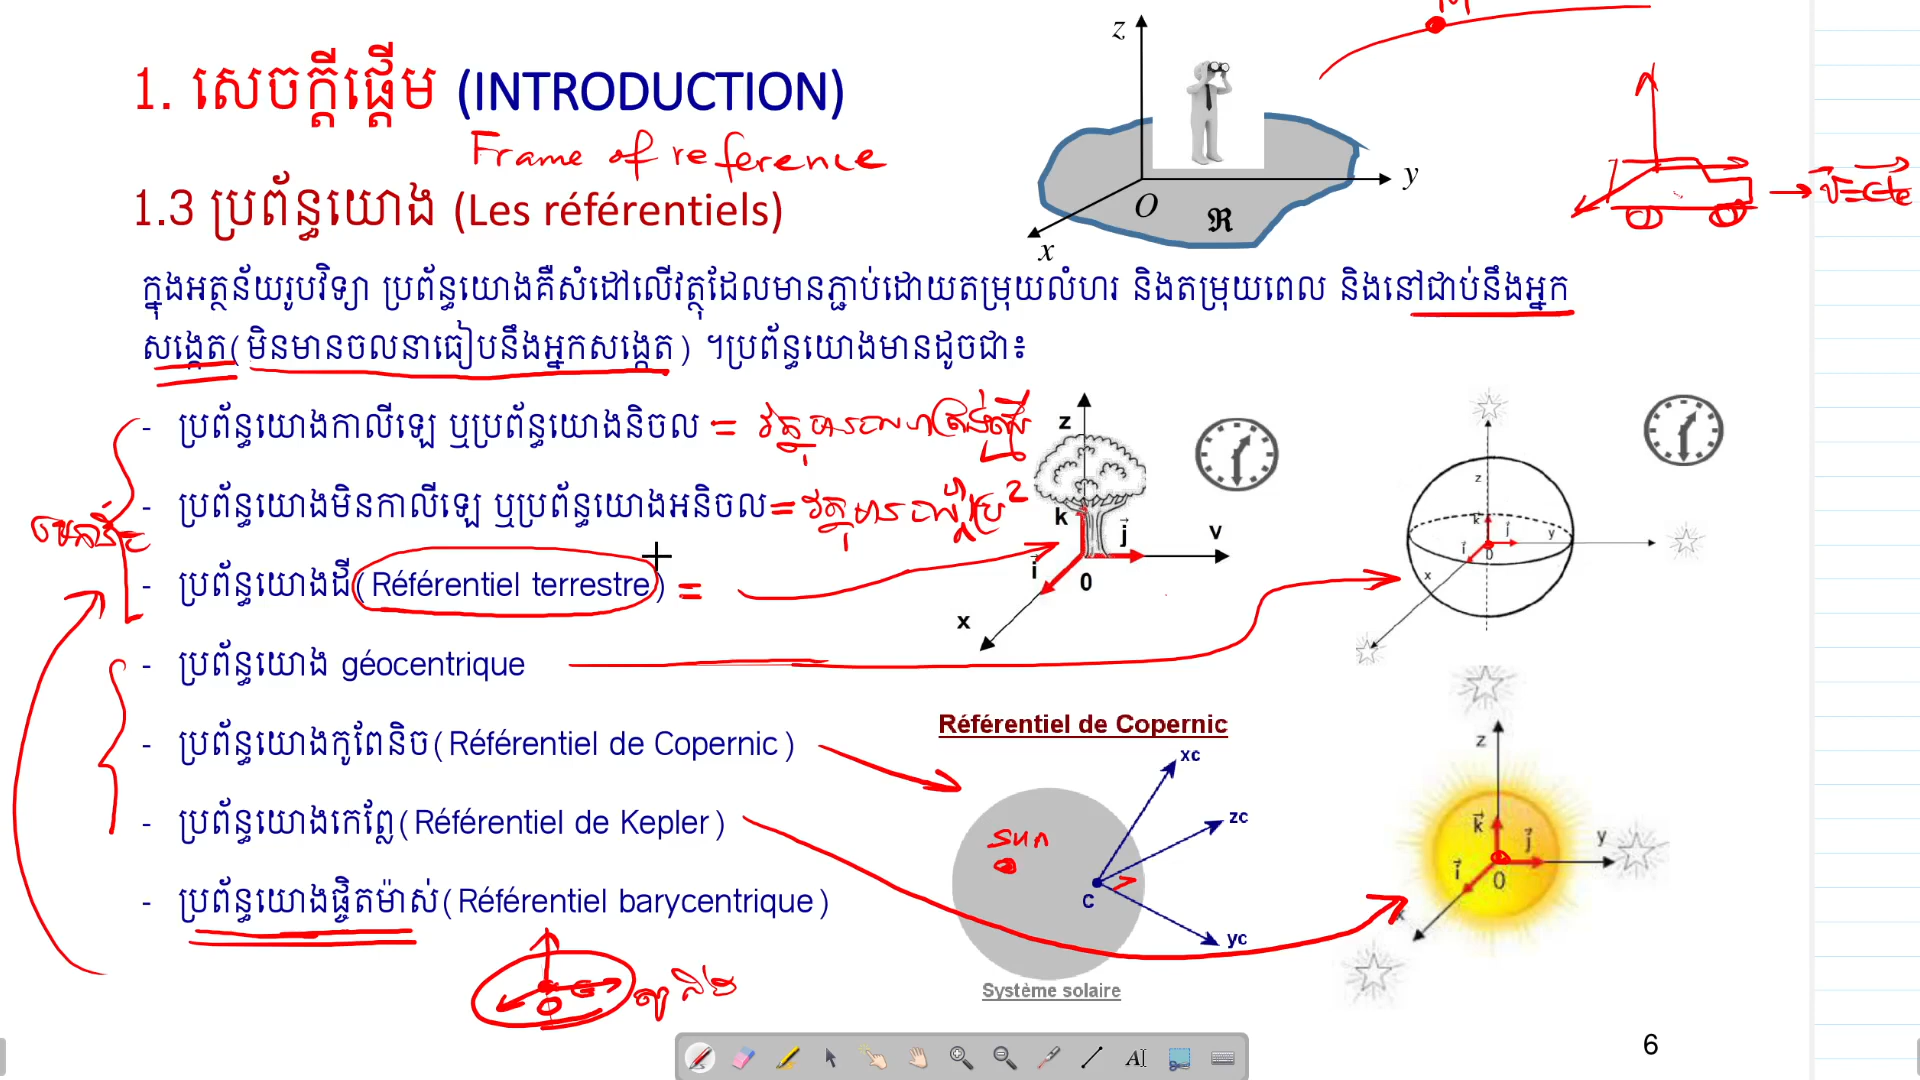 1. សេចក្តីផ្តើម (INTRODUCTION)
Frame of reference
1.3 ប្រព័ន្ធយោង (Les référentiels)
z
y
O
ℜ
x
v=cte
ក្នុងអត្ថន័យរូបវិទ្យា ប្រព័ន្ធយោងគឺសំដៅលើវត្ថុដែលមានភ្ជាប់ដោយតម្រុយលំហរ និងតម្រុយពេល និងនៅជាប់នឹងអ្នក
សង្កេត(មិនមានចលនាធៀបនឹងអ្នកសង្កេត) ។ប្រព័ន្ធយោងមានដូចជា៖
- ប្រព័ន្ធយោងកាលីឡេ ឬប្រព័ន្ធយោងនិចល =
- ប្រព័ន្ធយោងមិនកាលីឡេ ឬប្រព័ន្ធយោងអនិចល =
- ប្រព័ន្ធយោងដី(Référentiel terrestre) =
- ប្រព័ន្ធយោង géocentrique
- ប្រព័ន្ធយោងកូពែនិច(Référentiel de Copernic)
- ប្រព័ន្ធយោងកេព្លែ(Référentiel de Kepler)
- ប្រព័ន្ធយោងផ្ចិតម៉ាស់(Référentiel barycentrique)
z
k
j
v
i
0
x
z
k
j
y
i
0
x
Référentiel de Copernic
xc
zc
sun
c
yc
Système solaire
z
k
j
y
i
0
x
6